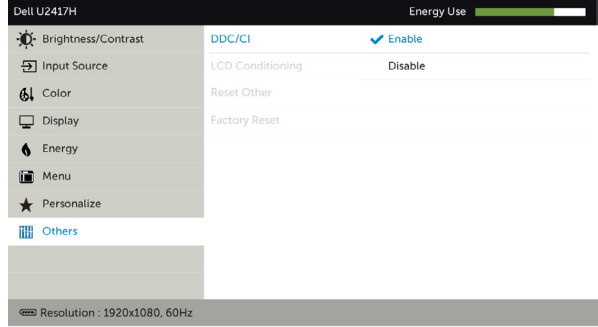 Dell U2417H Energy Use
Brightness/Contrast DDC/CI Enable
Input Source LCD Conditioning Disable
Color Reset Other
Display Factory Reset
Energy
Menu
Personalize
Others
Resolution : 1920x1080, 60Hz